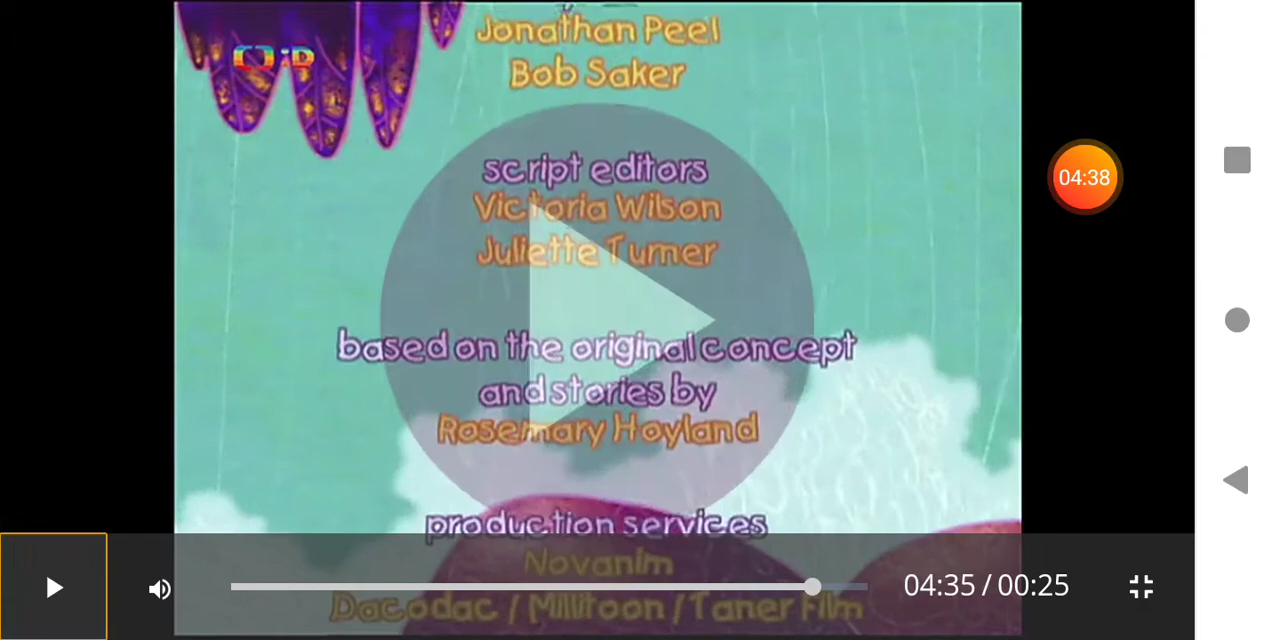 Jonathan Peel
Bob Saker
script editors
Victoria Wilson
Juliette Turner
based on the original concept
and stories by
Rosemary Hoyland
production services
Novanim
Dacodac / Millitoon / Taner Film
:D
04:38
04:35 / 00:25